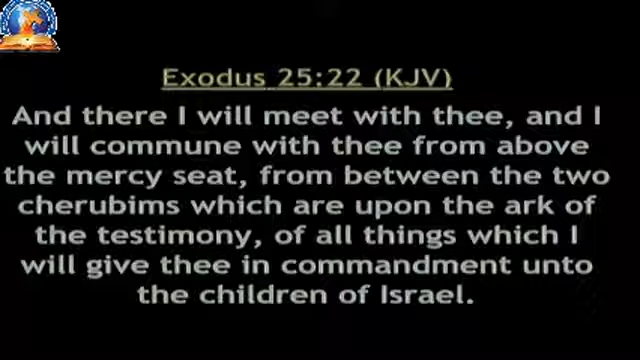 Exodus 25:22 (KJV)
And there I will meet with thee, and I
will commune with thee from above
the mercy seat, from between the two
cherubims which are upon the ark of
the testimony, of all things which I
will give thee in commandment unto
the children of Israel.